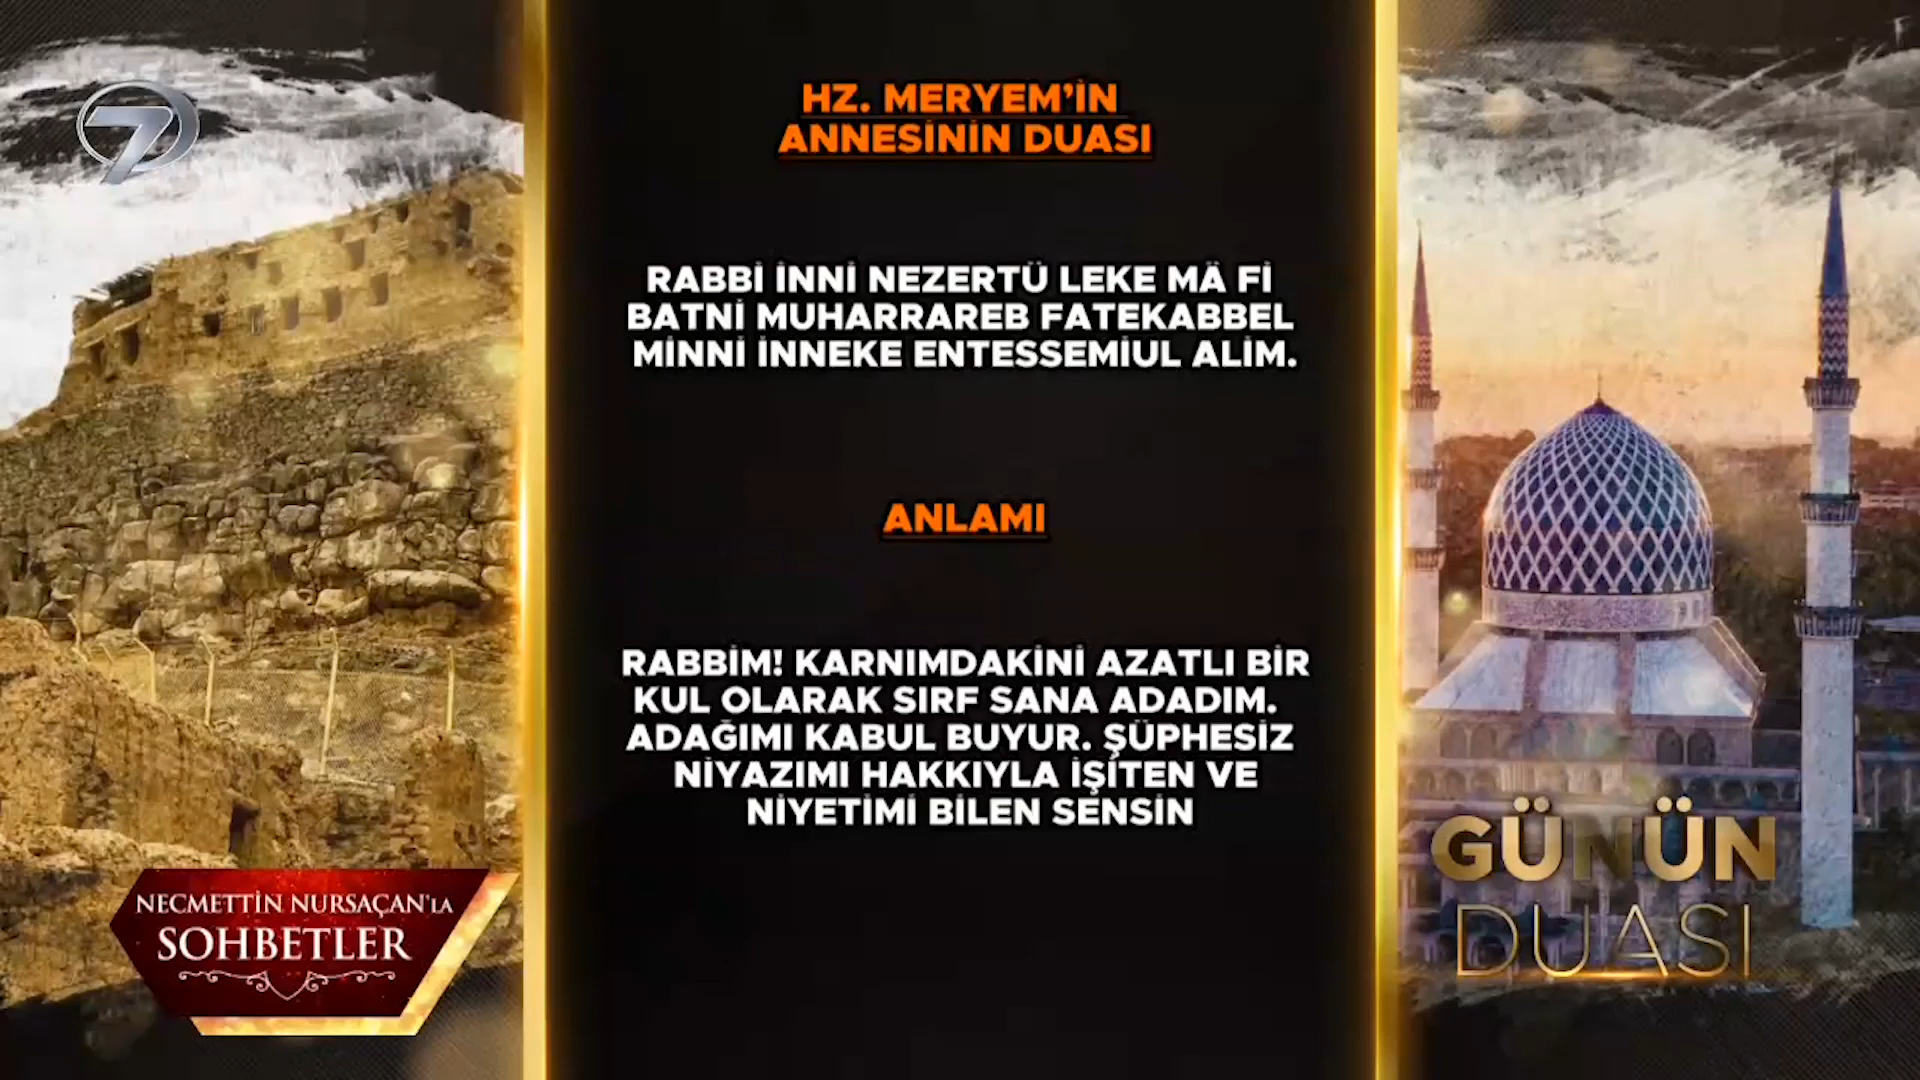 7
HZ. MERYEM'İN
ANNESİNİN DUASI
RABBİ İNNİ NEZERTÜ LEKE MÄ Fİ
BATNİ MUHARRAREB FATEKABBEL
MİNNİ İNNEKE ENTESSEMİUL ALİM.
ANLAMI
RABBİM! KARNIMDAKİNİ AZATLI BİR
KUL OLARAK SIRF SANA ADADIM.
ADAĞIMI KABUL BUYUR. ŞÜPHESİZ
NİYAZIMI HAKKIYLA İŞİTEN VE
NİYETİMİ BİLEN SENSİN
NECMETTİN NURSAÇAN'LA
SOHBETLER
GÜNÜN
DUASI